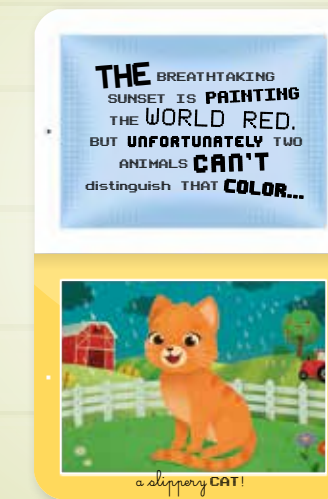 THE BREATHTAKING
SUNSET IS PAINTING
THE WORLD RED.
BUT UNFORTUNATELY TWO
ANIMALS CAN'T
distinguish THAT COLOR...
a slippery CAT!